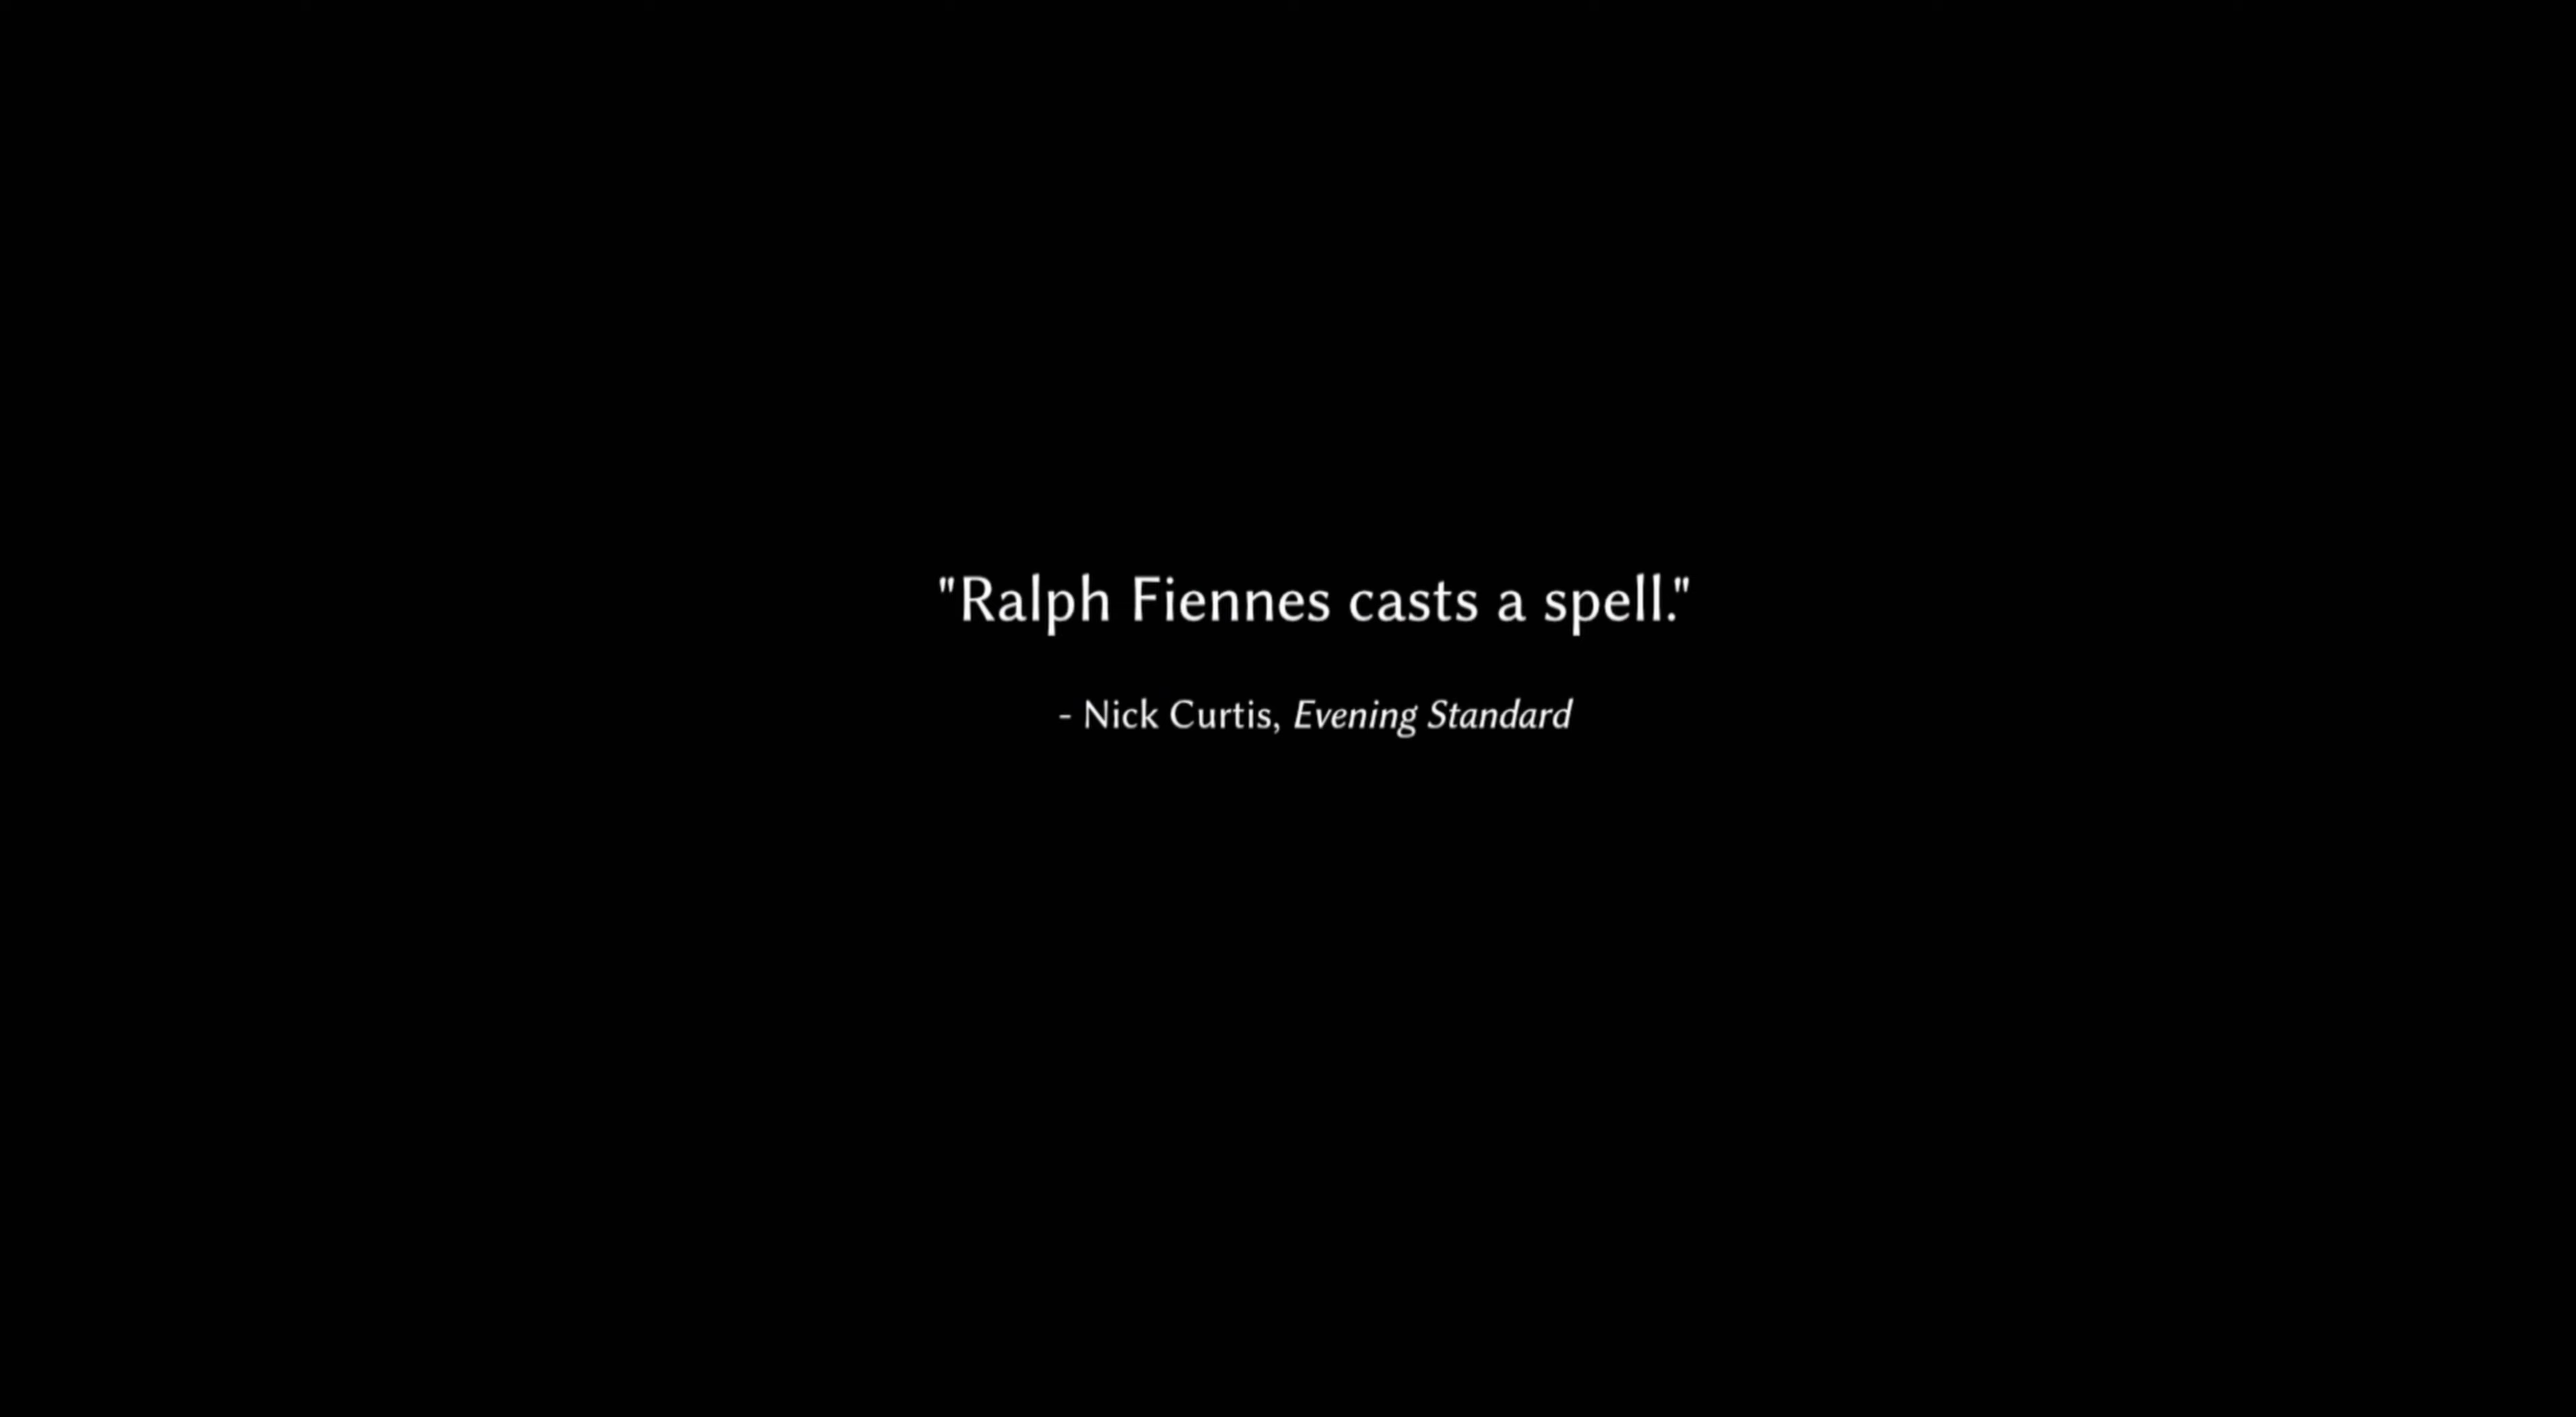 "Ralph Fiennes casts a spell."
- Nick Curtis, Evening Standard